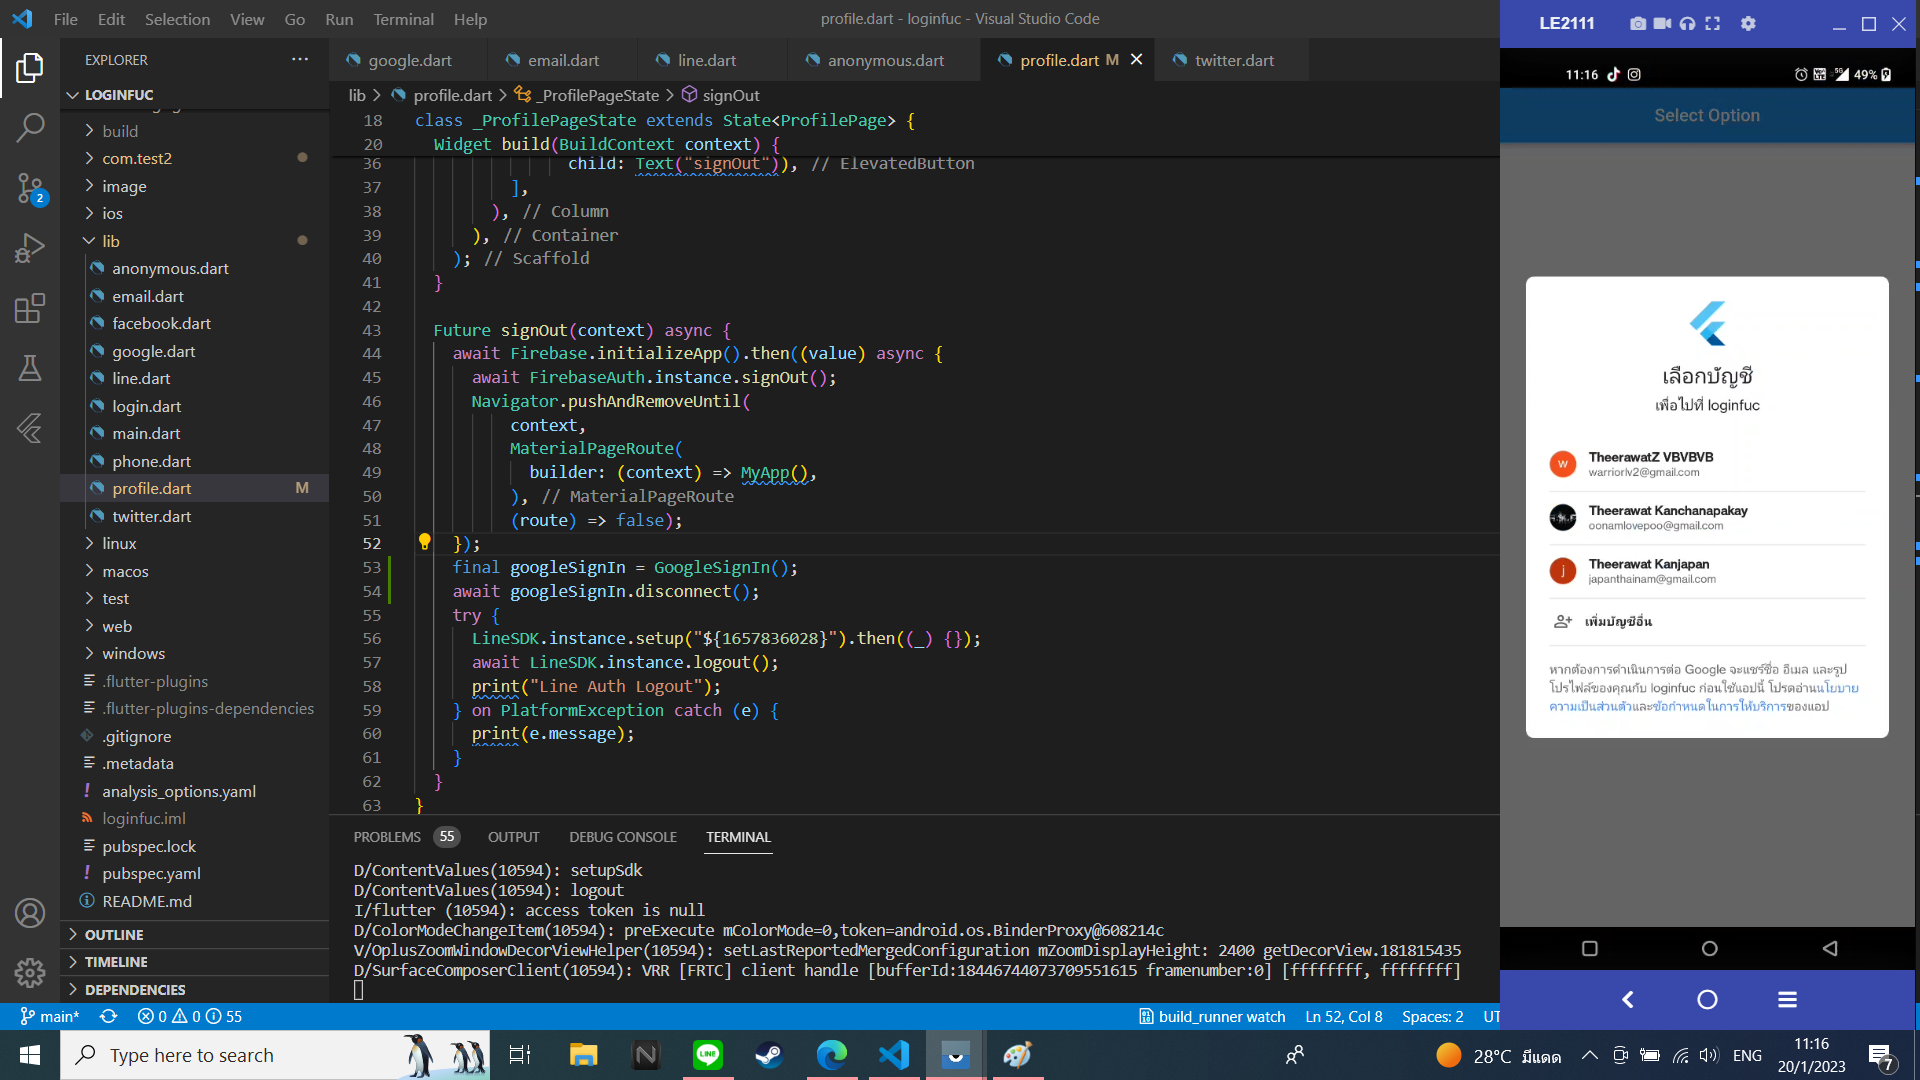 File Edit Selection View Go Run Terminal Help
profile.dart - loginfuc - Visual Studio Code
EXPLORER
LOGINFUC
build
com.test2
image
ios
lib
anonymous.dart
email.dart
facebook.dart
google.dart
line.dart
login.dart
main.dart
phone.dart
profile.dart M
twitter.dart
linux
macos
test
web
windows
.flutter-plugins
.flutter-plugins-dependencies
.gitignore
.metadata
analysis_options.yaml
loginfuc.iml
pubspec.lock
pubspec.yaml
README.md
OUTLINE
TIMELINE
DEPENDENCIES
2
google.dart email.dart line.dart anonymous.dart profile.dart M twitter.dart
lib > profile.dart > _ProfilePageState > signOut
18 class _ProfilePageState extends State<ProfilePage> {
20 Widget build(BuildContext context) {
36 child: Text("signOut")), // ElevatedButton
37 ],
38 ), // Column
39 ), // Container
40 ); // Scaffold
41 }
42
43 Future signOut(context) async {
44 await Firebase.initializeApp().then((value) async {
45 await FirebaseAuth.instance.signOut();
46 Navigator.pushAndRemoveUntil(
47 context,
48 MaterialPageRoute(
49 builder: (context) => MyApp(),
50 ), // MaterialPageRoute
51 (route) => false);
52 });
53 final googleSignIn = GoogleSignIn();
54 await googleSignIn.disconnect();
55 try {
56 LineSDK.instance.setup("${1657836028}").then((_) {});
57 await LineSDK.instance.logout();
58 print("Line Auth Logout");
59 } on PlatformException catch (e) {
60 print(e.message);
61 }
62 }
63 }
PROBLEMS 55 OUTPUT DEBUG CONSOLE TERMINAL
D/ContentValues(10594): setupSdk
D/ContentValues(10594): logout
I/flutter (10594): access token is null
D/ColorModeChangeItem(10594): preExecute mColorMode=0,token=android.os.BinderProxy@608214c
V/OplusZoomWindowDecorViewHelper(10594): setLastReportedMergedConfiguration mZoomDisplayHeight: 2400 getDecorView.181815435
D/SurfaceComposerClient(10594): VRR [FRTC] client handle [bufferId:18446744073709551615 framenumber:0] [ffffffff, ffffffff]
main* 0 0 55 build_runner watch Ln 52, Col 8 Spaces: 2 UT
LE2111
11:16 49%
Select Option
เลือกบัญชี
เพื่อไปที่ loginfuc
W
TheerawatZ VBVBVB
warriorlv2@gmail.com
Theerawat Kanchanapakay
oonamlovepoo@gmail.com
j
Theerawat Kanjapan
japanthainam@gmail.com
เพิ่มบัญชีอื่น
หากต้องการดำเนินการต่อ Google จะแชร์ชื่อ อีเมล และรูป
โปรไฟล์ของคุณกับ loginfuc ก่อนใช้แอปนี้ โปรดอ่านนโยบาย
ความเป็นส่วนตัวและข้อกำหนดในการให้บริการของแอป
Type here to search
N
LINE
28°C มีแดด ENG
11:16
20/1/2023
7